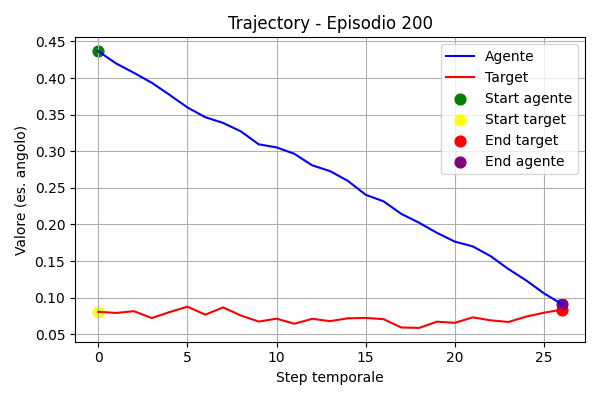 Trajectory - Episodio 200
Valore (es. angolo)
0.45
0.40
0.35
0.30
0.25
0.20
0.15
0.10
0.05
Agente
Target
Start agente
Start target
End target
End agente
0 5 10 15 20 25
Step temporale